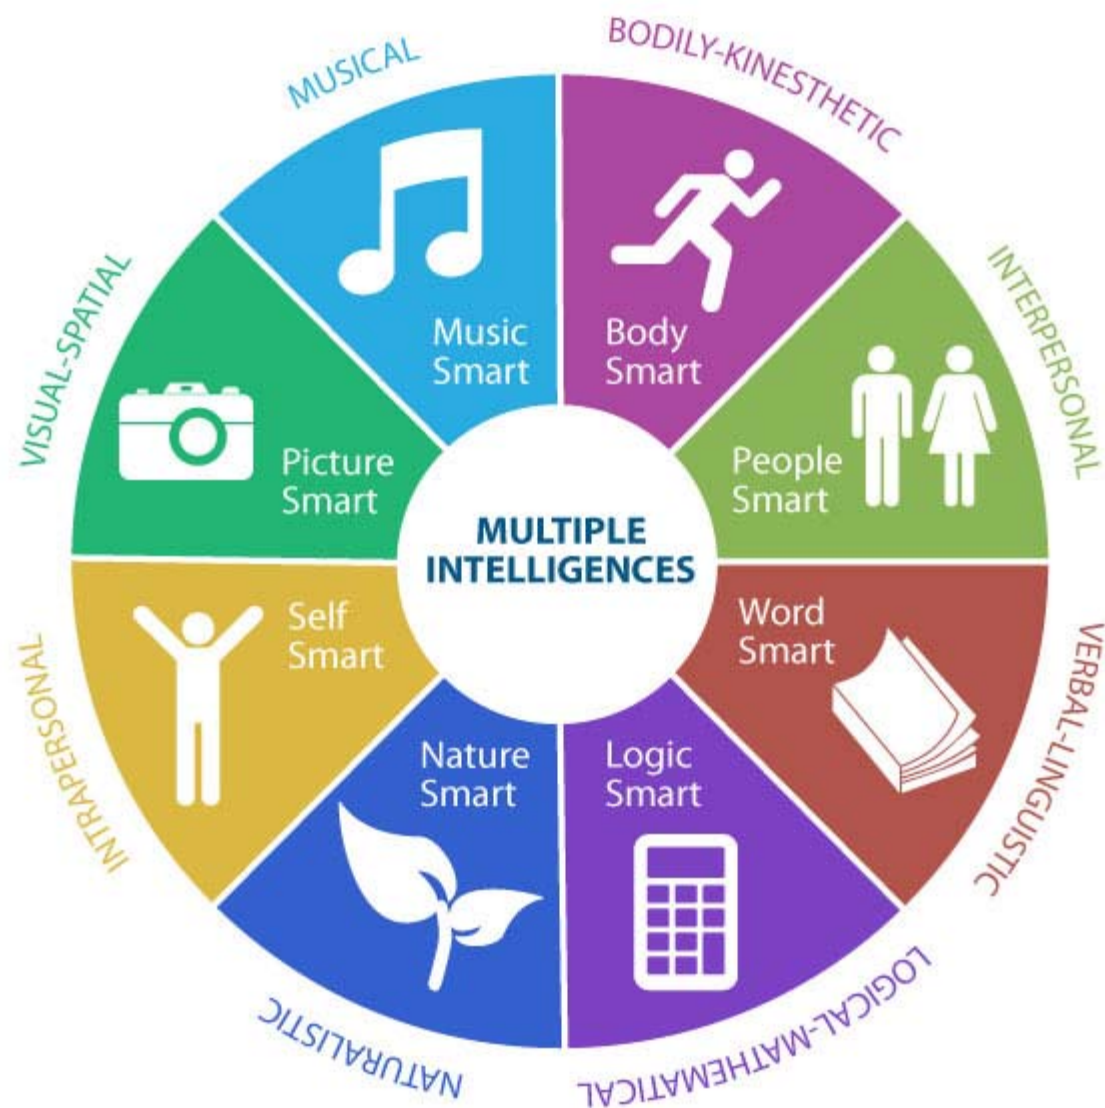 BODILY-KINESTHETIC
INTERPERSONAL
VERBAL-LINGUISTIC
LOGICAL-MATHEMATICAL
NATURALISTIC
INTRAPERSONAL
VISUAL-SPATIAL
MUSICAL
Music
Smart
Body
Smart
People
Smart
Word
Smart
Logic
Smart
Nature
Smart
Self
Smart
Picture
Smart
MULTIPLE
INTELLIGENCES